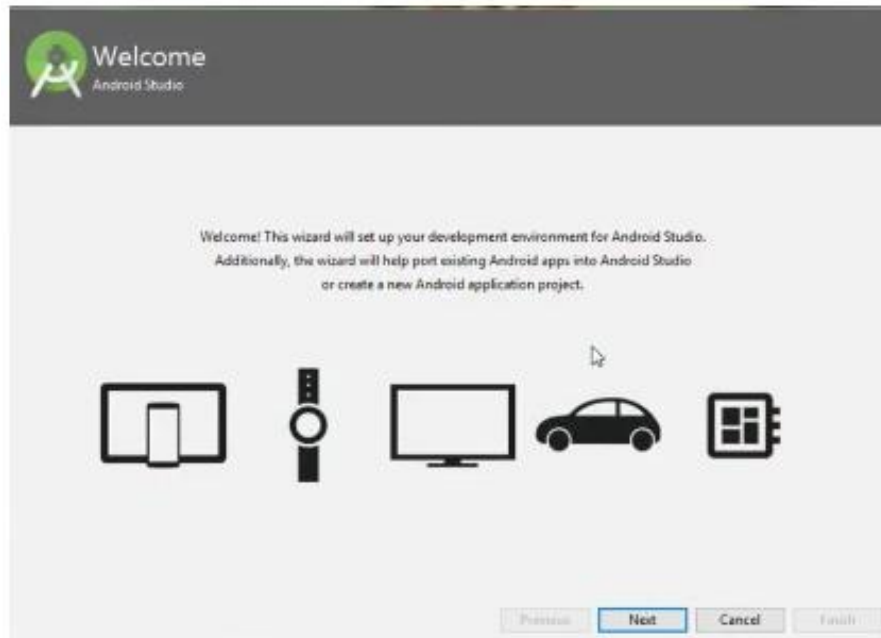 Welcome
Android Studio
Welcome! This wizard will set up your development environment for Android Studio.
Additionally, the wizard will help port existing Android apps into Android Studio
or create a new Android application project.
Previous
Next
Cancel
Finish